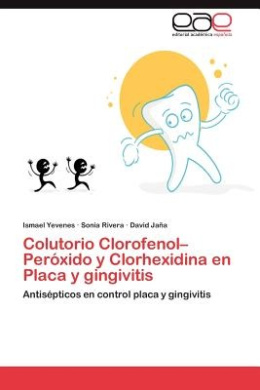 eae
editorial académica española
Ismael Yevenes · Sonia Rivera · David Jaña
Colutorio Clorofenol–
Peróxido y Clorhexidina en
Placa y gingivitis
Antisépticos en control placa y gingivitis